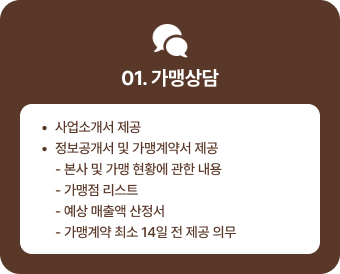 01. 가맹상담
• 사업소개서 제공
• 정보공개서 및 가맹계약서 제공
- 본사 및 가맹 현황에 관한 내용
- 가맹점 리스트
- 예상 매출액 산정서
- 가맹계약 최소 14일 전 제공 의무